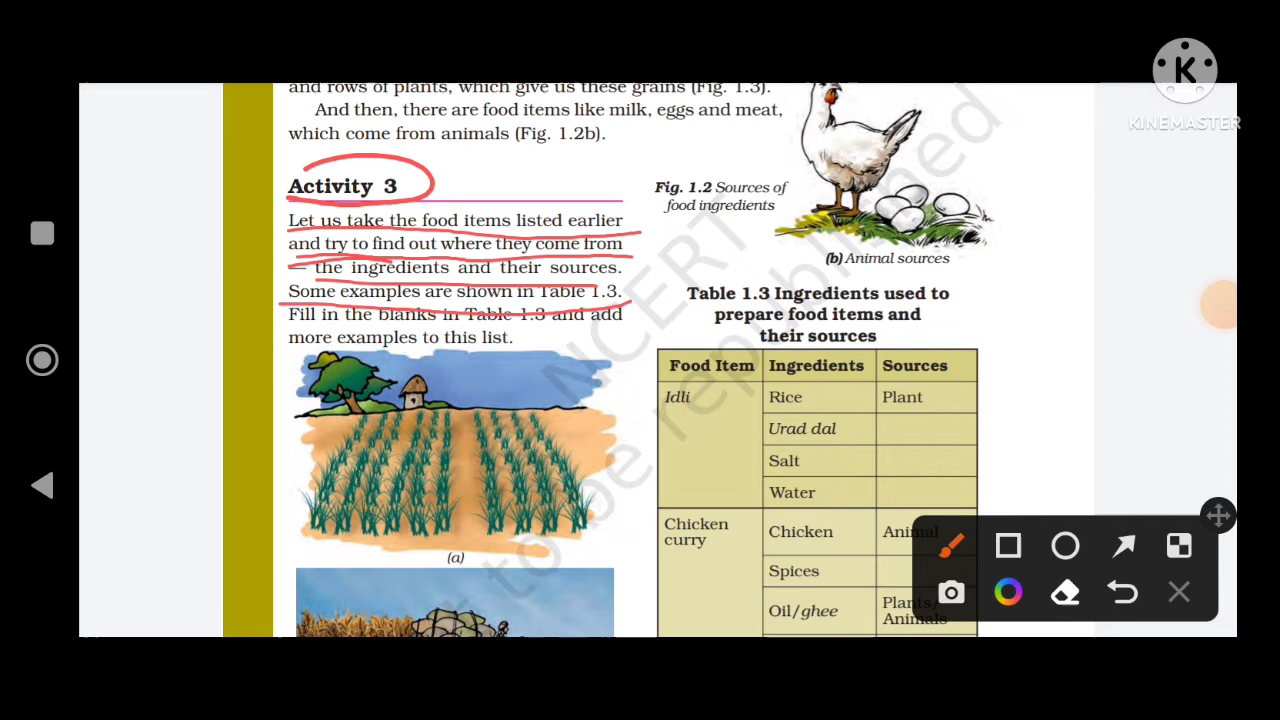 and rows of plants, which give us these grains (Fig. 1.3).
And then, there are food items like milk, eggs and meat,
which come from animals (Fig. 1.2b).
Activity 3
Let us take the food items listed earlier
and try to find out where they come from
— the ingredients and their sources.
Some examples are shown in Table 1.3.
Fill in the blanks in Table 1.3 and add
more examples to this list.
(a)
Fig. 1.2 Sources of
food ingredients
(b) Animal sources
Table 1.3 Ingredients used to
prepare food items and
their sources
Food Item Ingredients Sources
Idli Rice Plant
Urad dal
Salt
Water
Chicken
curry
Chicken Animal
Spices
Oil/ghee Plants/
Animals
NCERT
to be republished
K
KINEMASTER